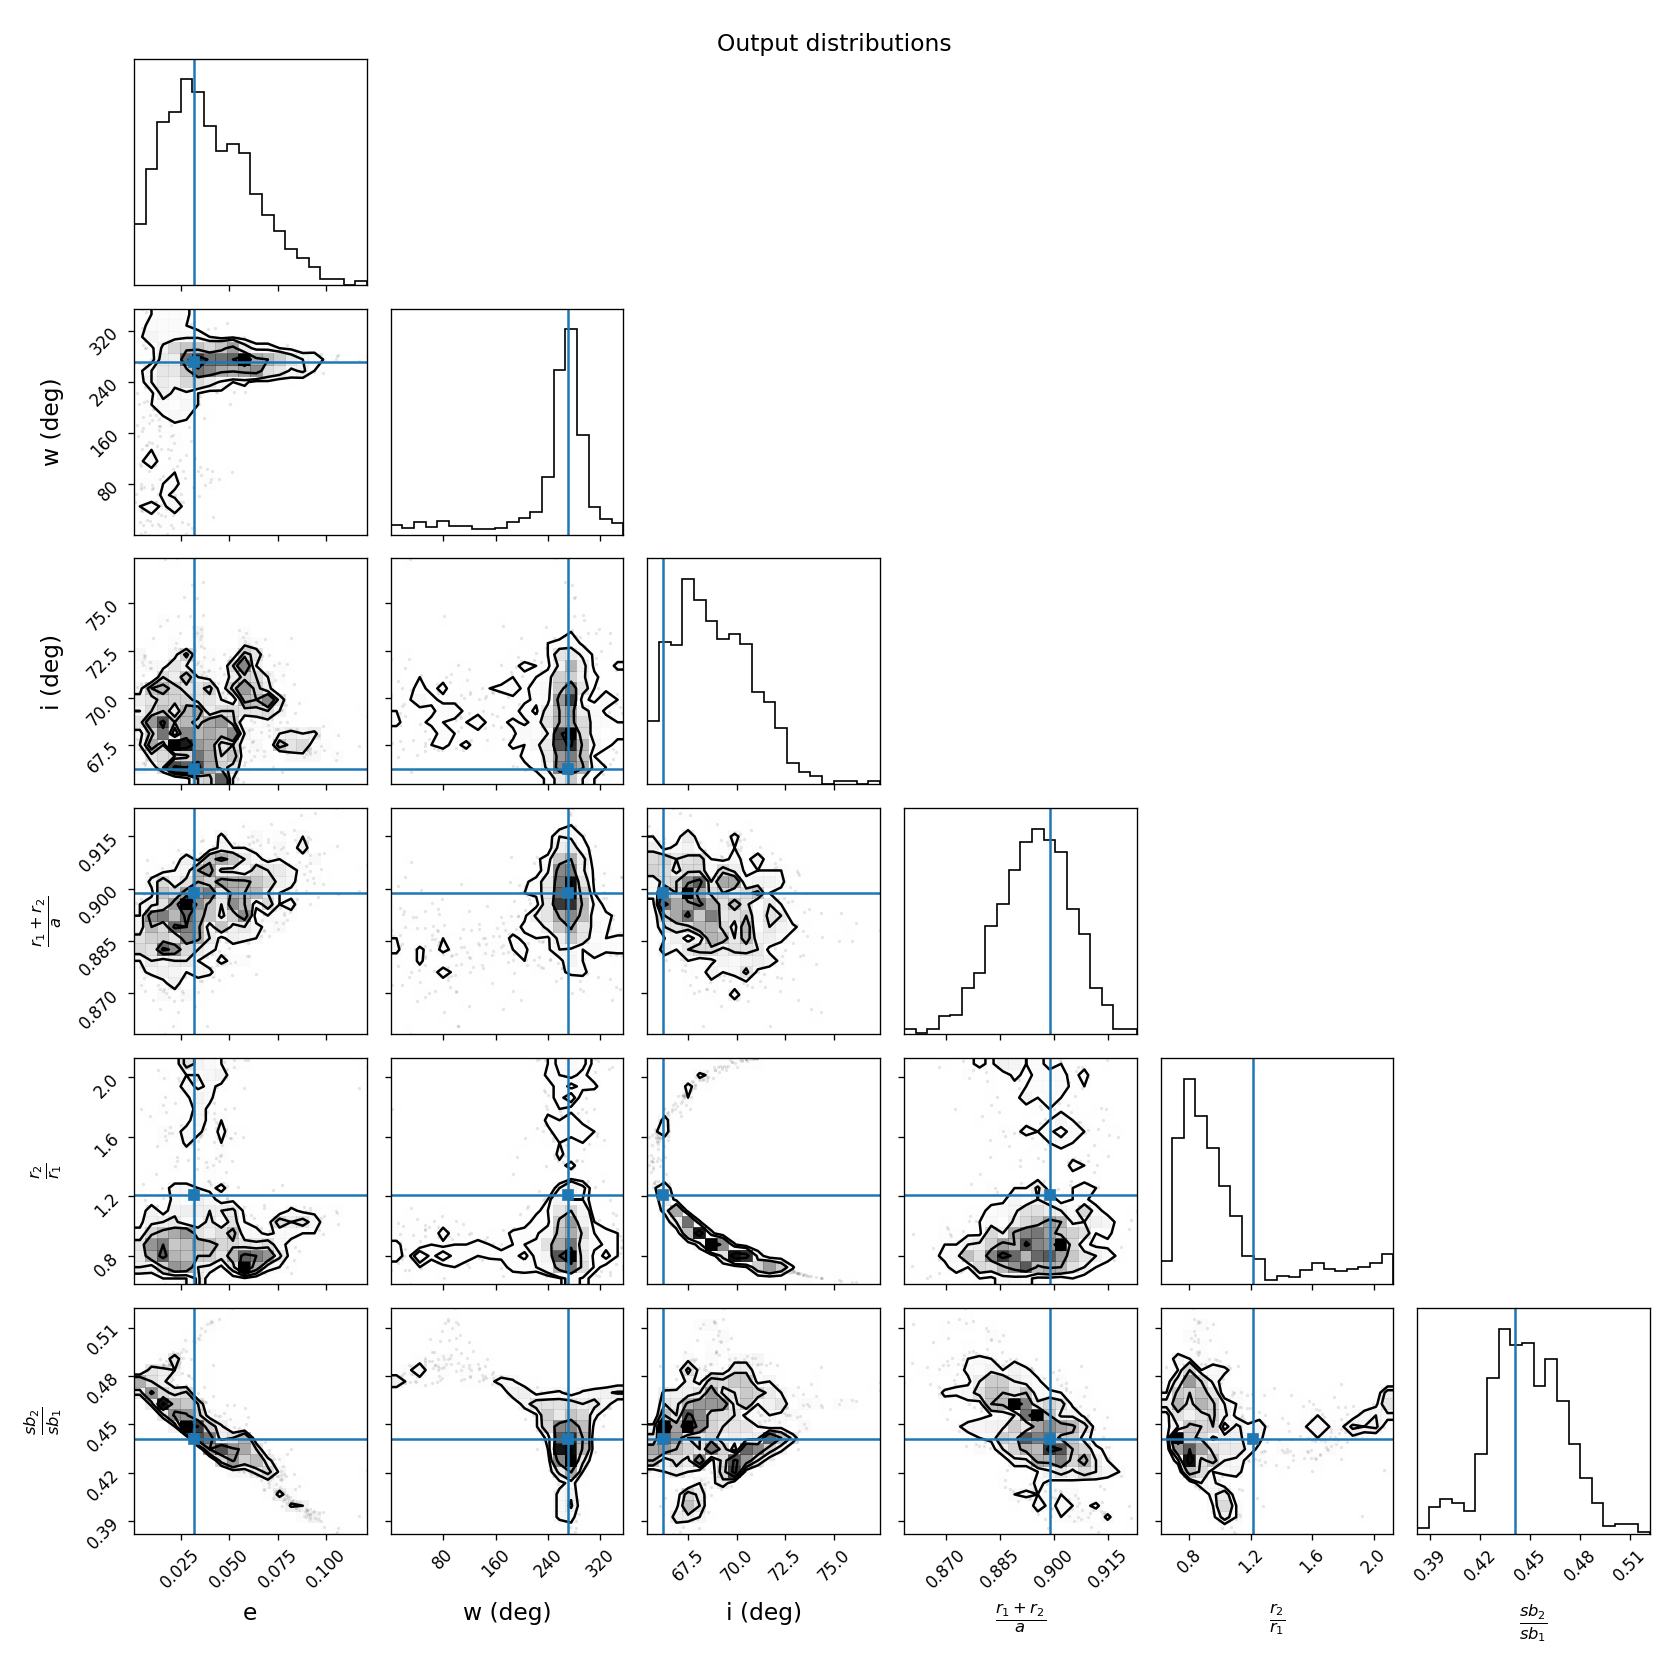 Output distributions
320
240
160
80
w (deg)
75.0
72.5
70.0
67.5
i (deg)
0.915
0.900
0.885
0.870
r₁ + r₂
a
2.0
1.6
1.2
0.8
r₂
r₁
0.51
0.48
0.45
0.42
0.39
sb₂
sb₁
0.025 0.050 0.075 0.100 80 160 240 320 67.5 70.0 72.5 75.0 0.870 0.885 0.900 0.915 0.8 1.2 1.6 2.0 0.39 0.42 0.45 0.48 0.51
e w (deg) i (deg)
r₁ + r₂
a
r₂
r₁
sb₂
sb₁